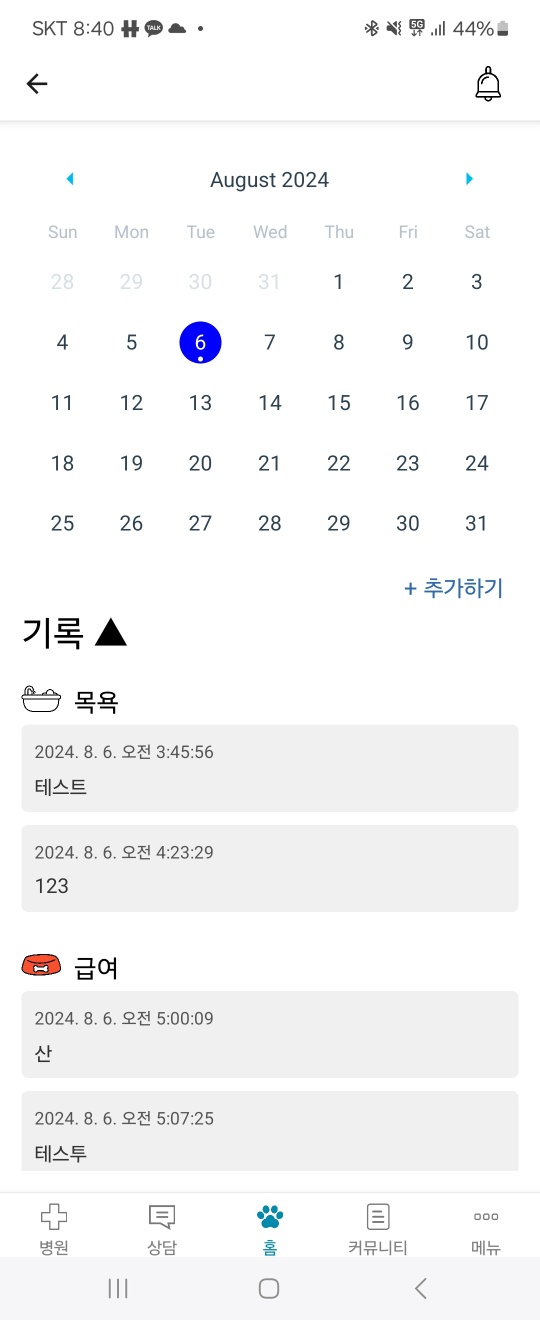 SKT 8:40 TALK • 5G 44%
August 2024
Sun Mon Tue Wed Thu Fri Sat
28 29 30 31 1 2 3
4 5 6 7 8 9 10
11 12 13 14 15 16 17
18 19 20 21 22 23 24
25 26 27 28 29 30 31
+ 추가하기
기록 ▲
목욕
2024. 8. 6. 오전 3:45:56
테스트
2024. 8. 6. 오전 4:23:29
123
급여
2024. 8. 6. 오전 5:00:09
산
2024. 8. 6. 오전 5:07:25
테스투
병원 상담 홈 커뮤니티 메뉴